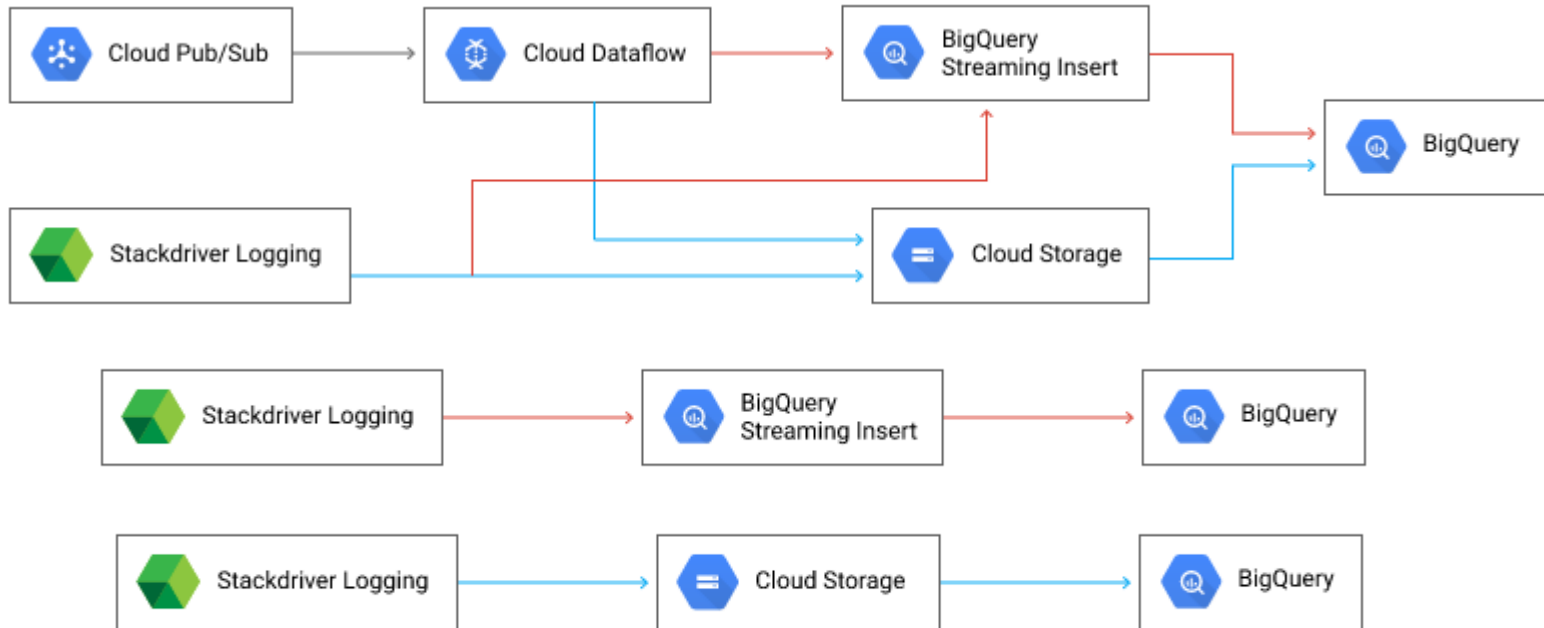 Cloud Pub/Sub
Cloud Dataflow
BigQuery
Streaming Insert
BigQuery
Stackdriver Logging
Cloud Storage
Stackdriver Logging
BigQuery
Streaming Insert
BigQuery
Stackdriver Logging
Cloud Storage
BigQuery